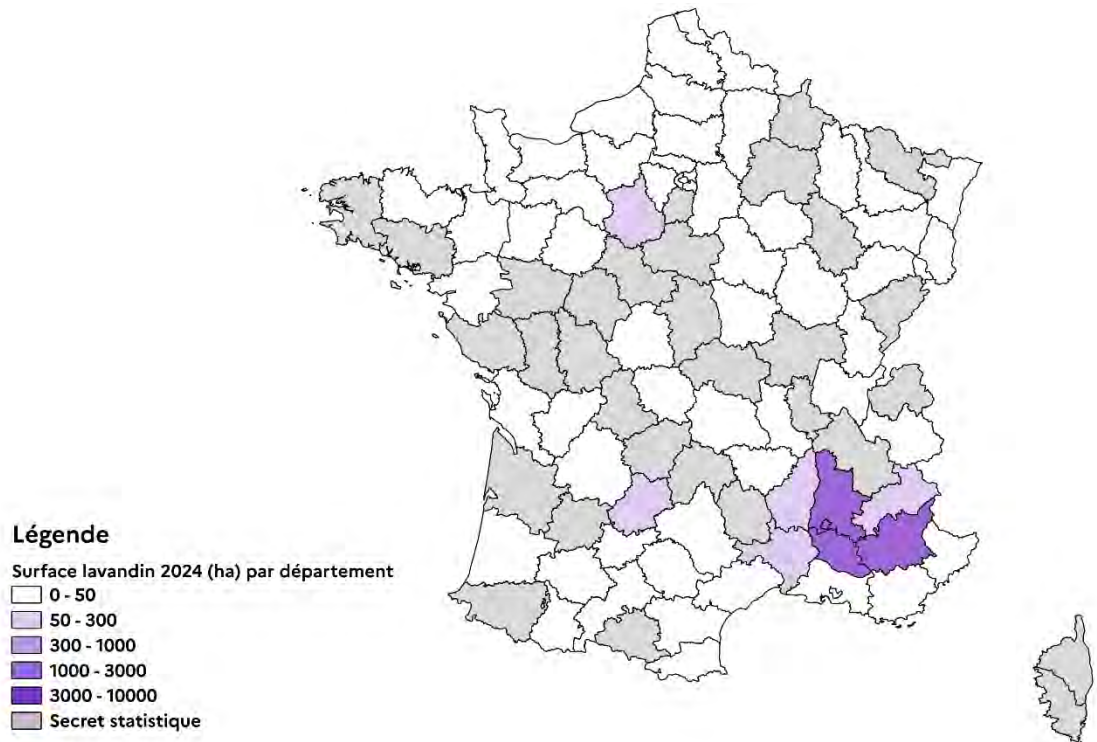 Légende
Surface lavandin 2024 (ha) par département
0 - 50
50 - 300
300 - 1000
1000 - 3000
3000 - 10000
Secret statistique